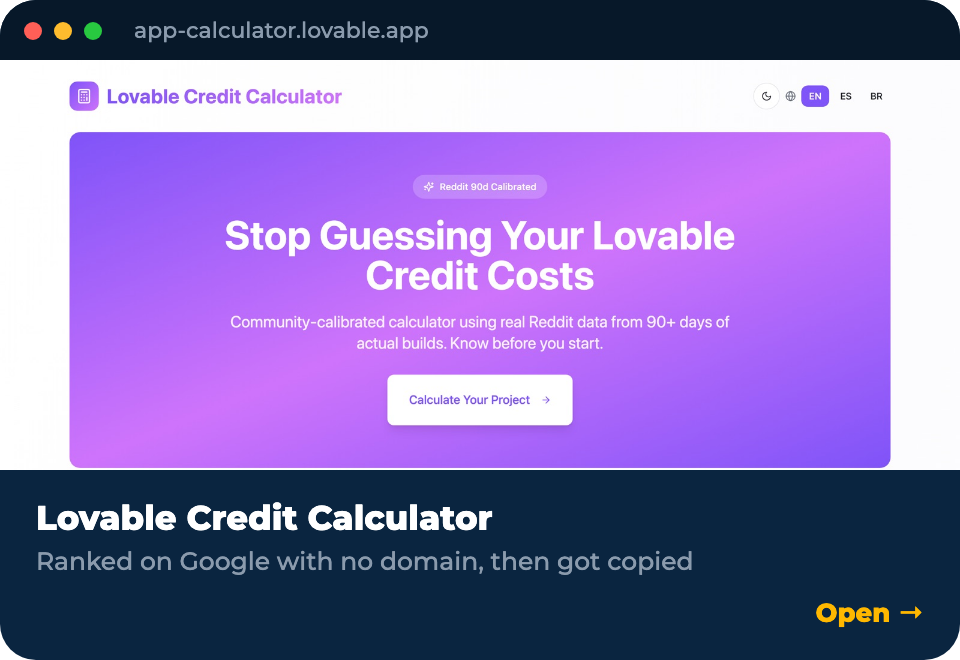 app-calculator.lovable.app
Lovable Credit Calculator
EN
ES
BR
Reddit 90d Calibrated
Stop Guessing Your Lovable
Credit Costs
Community-calibrated calculator using real Reddit data from 90+ days of
actual builds. Know before you start.
Calculate Your Project →
Lovable Credit Calculator
Ranked on Google with no domain, then got copied
Open →